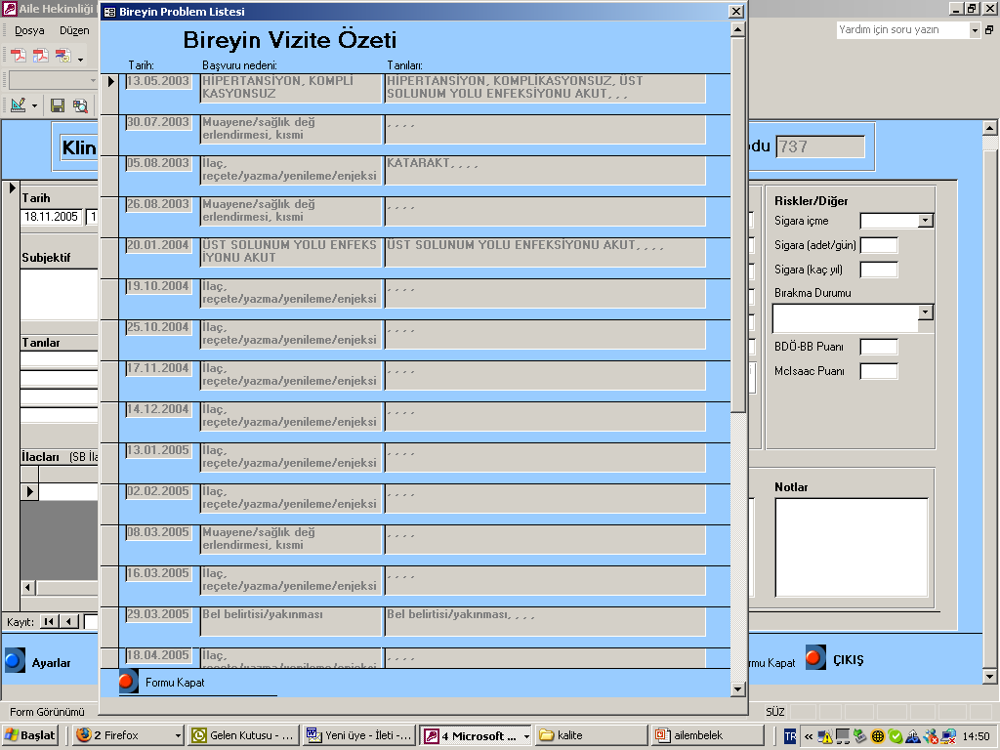 Aile Hekimliği
Bireyin Problem Listesi
Dosya
Düzen
Yardım için soru yazın
Bireyin Vizite Özeti
Tarih:
Başvuru nedeni:
Tanıları:
13.05.2003
HİPERTANSİYON, KOMPLİ
KASYONSUZ
HİPERTANSİYON, KOMPLİKASYONSUZ, ÜST
SOLUNUM YOLU ENFEKSİYONU AKUT, , ,
30.07.2003
Muayene/sağlık değ
erlendirmesi, kısmi
, , , ,
05.08.2003
İlaç,
reçete/yazma/yenileme/enjeksi
KATARAKT, , , ,
26.08.2003
Muayene/sağlık değ
erlendirmesi, kısmi
, , , ,
20.01.2004
ÜST SOLUNUM YOLU ENFEKS
İYONU AKUT
ÜST SOLUNUM YOLU ENFEKSİYONU AKUT, , , ,
19.10.2004
İlaç,
reçete/yazma/yenileme/enjeksi
, , , ,
25.10.2004
İlaç,
reçete/yazma/yenileme/enjeksi
, , , ,
17.11.2004
İlaç,
reçete/yazma/yenileme/enjeksi
, , , ,
14.12.2004
İlaç,
reçete/yazma/yenileme/enjeksi
, , , ,
13.01.2005
İlaç,
reçete/yazma/yenileme/enjeksi
, , , ,
02.02.2005
İlaç,
reçete/yazma/yenileme/enjeksi
, , , ,
08.03.2005
Muayene/sağlık değ
erlendirmesi, kısmi
, , , ,
16.03.2005
İlaç,
reçete/yazma/yenileme/enjeksi
, , , ,
29.03.2005
Bel belirtisi/yakınması
Bel belirtisi/yakınması, , , ,
18.04.2005
İlaç,
reçete/yazma/yenileme/enjeksi
, , , ,
Formu Kapat
Klin
Tarih
18.11.2005
1
Subjektif
Tanılar
İlacları (SB İla
Kayıt:
Ayarlar
Form Görünümü
du 737
Riskler/Diğer
Sigara içme
Sigara (adet/gün)
Sigara (kaç yıl)
Bırakma Durumu
BDÖ-BB Puanı
McIsaac Puanı
Notlar
rmu Kapat
ÇIKIŞ
SÜZ
Başlat
2 Firefox
Gelen Kutusu - ...
Yeni üye - İleti - ...
4 Microsoft ...
kalite
ailembelek
TR
«
14:50